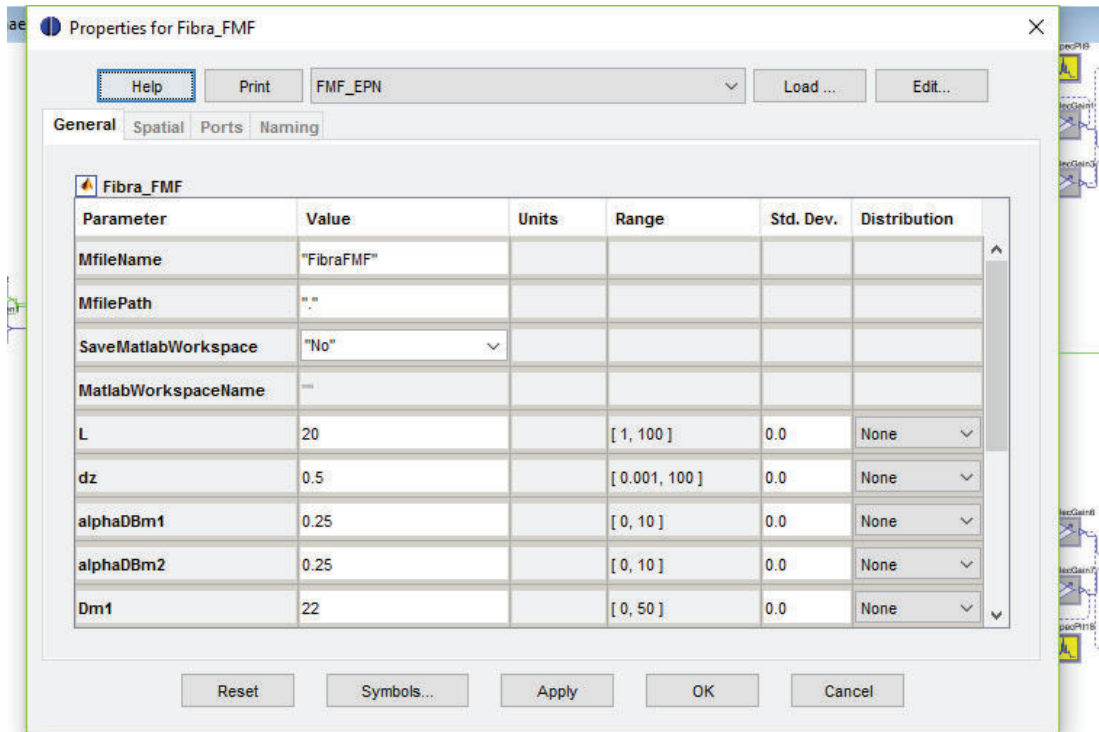 ae
Properties for Fibra_FMF
Help Print FMF_EPN Load ... Edit...
General Spatial Ports Naming
Fibra_FMF
Parameter Value Units Range Std. Dev. Distribution
MfileName "FibraFMF"
MfilePath "."
SaveMatlabWorkspace "No"
MatlabWorkspaceName ""
L 20 [ 1, 100 ] 0.0 None
dz 0.5 [ 0.001, 100 ] 0.0 None
alphaDBm1 0.25 [ 0, 10 ] 0.0 None
alphaDBm2 0.25 [ 0, 10 ] 0.0 None
Dm1 22 [ 0, 50 ] 0.0 None
Reset Symbols... Apply OK Cancel